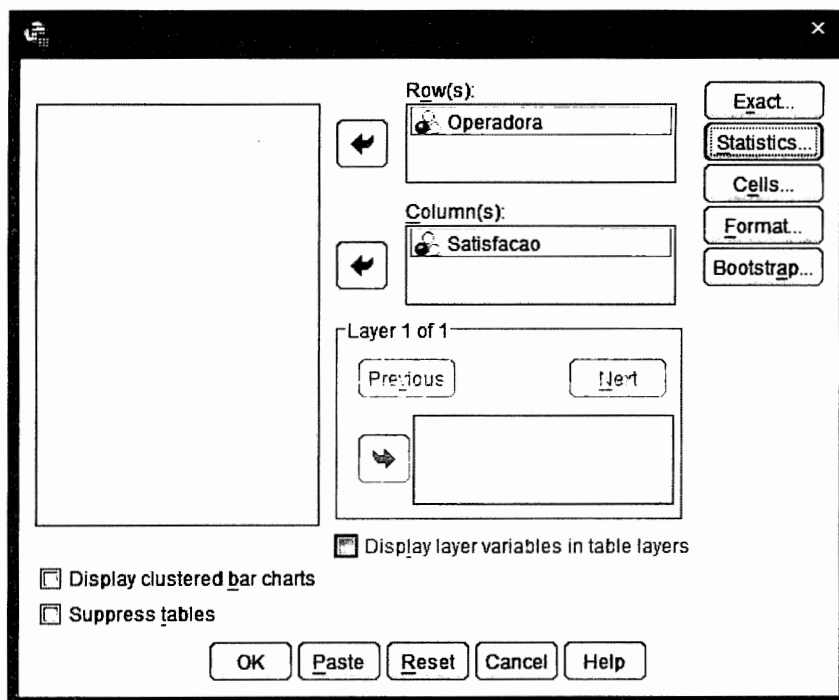 Row(s):
Operadora
Column(s):
Satisfacao
Layer 1 of 1
Previous
Next
Display layer variables in table layers
Display clustered bar charts
Suppress tables
Exact...
Statistics...
Cells...
Format...
Bootstrap...
OK
Paste
Reset
Cancel
Help